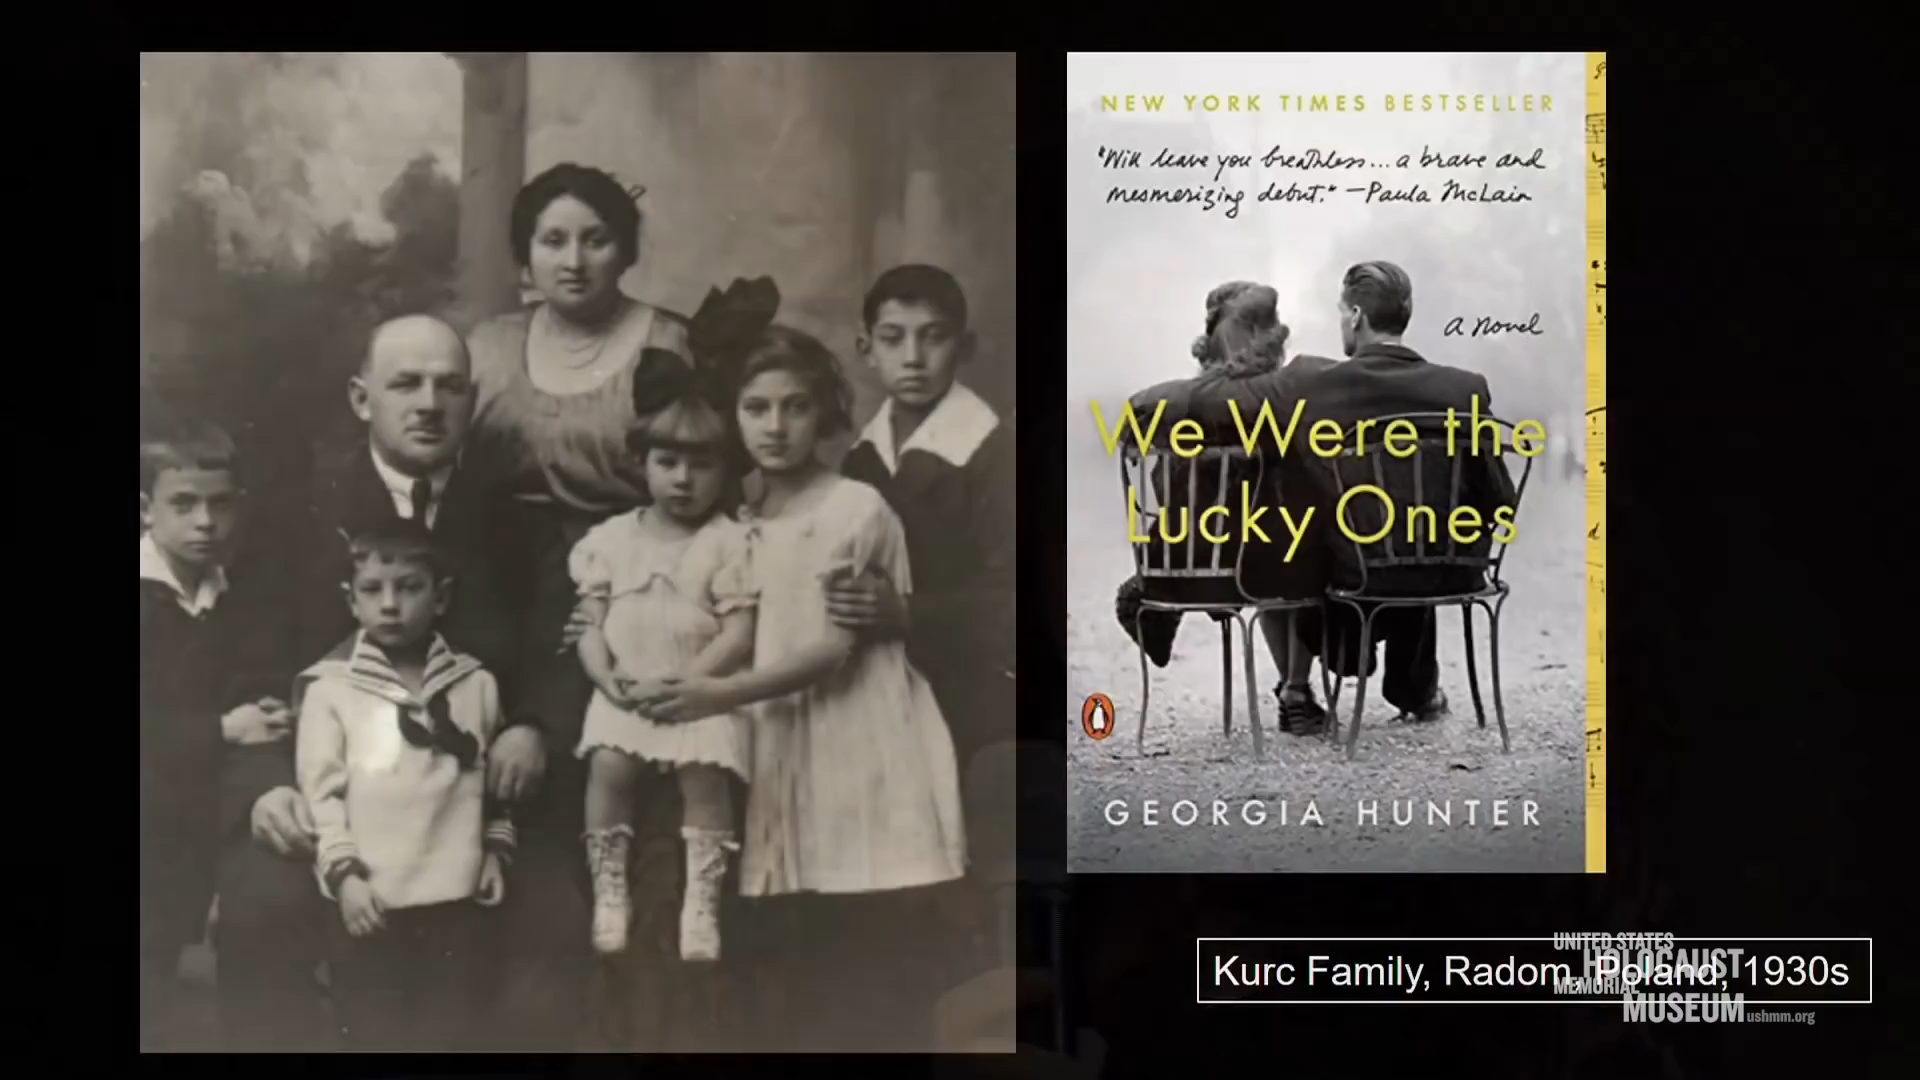 NEW YORK TIMES BESTSELLER
"Will leave you breathless... a brave and
mesmerizing debut." —Paula McLain
a novel
We Were the
Lucky Ones
GEORGIA HUNTER
Kurc Family, Radom, Poland, 1930s
UNITED STATES
HOLOCAUST
MEMORIAL
MUSEUM ushmm.org